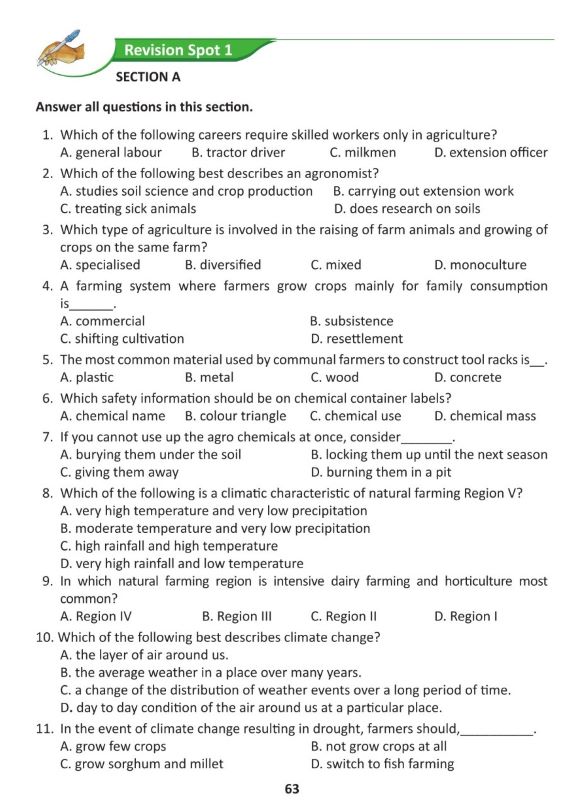 Revision Spot 1
SECTION A
Answer all questions in this section.
1. Which of the following careers require skilled workers only in agriculture?
A. general labour B. tractor driver C. milkmen D. extension officer
2. Which of the following best describes an agronomist?
A. studies soil science and crop production B. carrying out extension work
C. treating sick animals D. does research on soils
3. Which type of agriculture is involved in the raising of farm animals and growing of
crops on the same farm?
A. specialised B. diversified C. mixed D. monoculture
4. A farming system where farmers grow crops mainly for family consumption
is______.
A. commercial B. subsistence
C. shifting cultivation D. resettlement
5. The most common material used by communal farmers to construct tool racks is__.
A. plastic B. metal C. wood D. concrete
6. Which safety information should be on chemical container labels?
A. chemical name B. colour triangle C. chemical use D. chemical mass
7. If you cannot use up the agro chemicals at once, consider_______.
A. burying them under the soil B. locking them up until the next season
C. giving them away D. burning them in a pit
8. Which of the following is a climatic characteristic of natural farming Region V?
A. very high temperature and very low precipitation
B. moderate temperature and very low precipitation
C. high rainfall and high temperature
D. very high rainfall and low temperature
9. In which natural farming region is intensive dairy farming and horticulture most
common?
A. Region IV B. Region III C. Region II D. Region I
10. Which of the following best describes climate change?
A. the layer of air around us.
B. the average weather in a place over many years.
C. a change of the distribution of weather events over a long period of time.
D. day to day condition of the air around us at a particular place.
11. In the event of climate change resulting in drought, farmers should,__________.
A. grow few crops B. not grow crops at all
C. grow sorghum and millet D. switch to fish farming
63